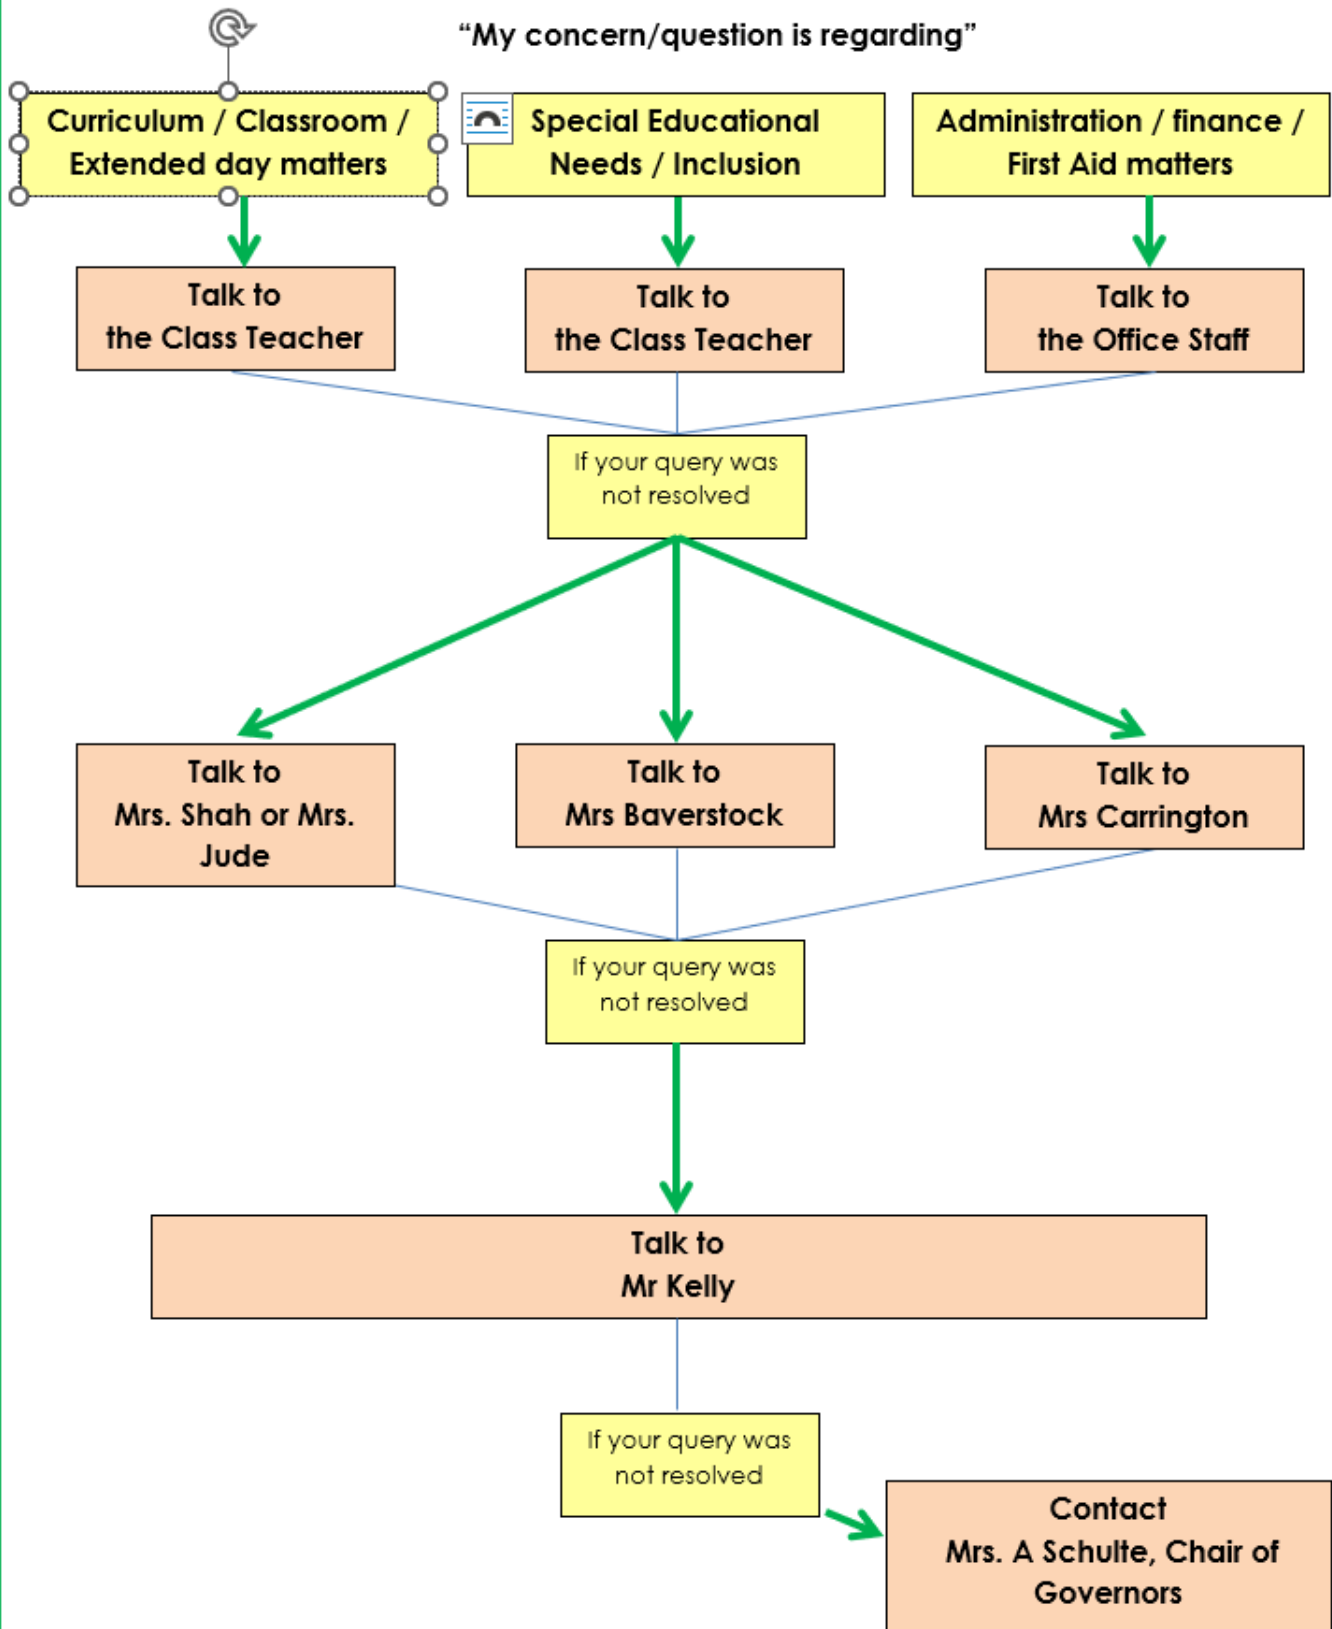 “My concern/question is regarding”
Curriculum / Classroom /
Extended day matters
Special Educational
Needs / Inclusion
Administration / finance /
First Aid matters
Talk to
the Class Teacher
Talk to
the Class Teacher
Talk to
the Office Staff
If your query was
not resolved
Talk to
Mrs. Shah or Mrs.
Jude
Talk to
Mrs Baverstock
Talk to
Mrs Carrington
If your query was
not resolved
Talk to
Mr Kelly
If your query was
not resolved
Contact
Mrs. A Schulte, Chair of
Governors